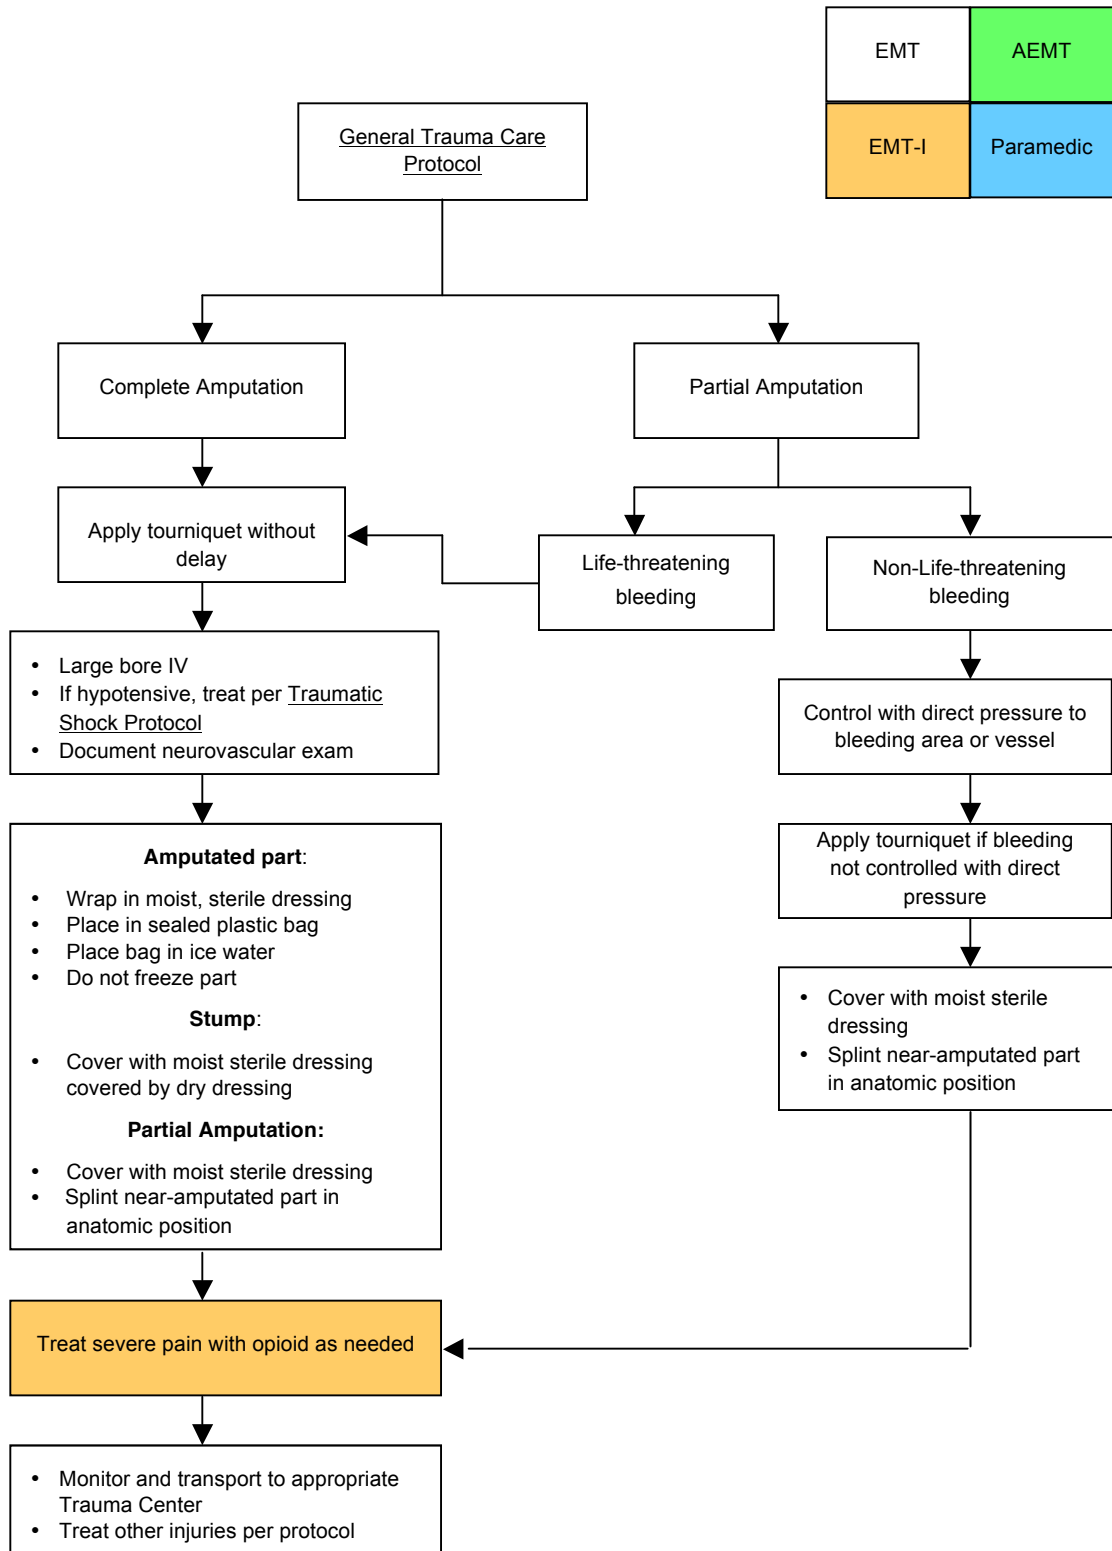 EMT
AEMT
EMT-I
Paramedic
General Trauma Care
Protocol
Complete Amputation
Partial Amputation
Apply tourniquet without
delay
Life-threatening
bleeding
Non-Life-threatening
bleeding
• Large bore IV
• If hypotensive, treat per Traumatic
Shock Protocol
• Document neurovascular exam
Control with direct pressure to
bleeding area or vessel
Apply tourniquet if bleeding
not controlled with direct
pressure
Amputated part:
• Wrap in moist, sterile dressing
• Place in sealed plastic bag
• Place bag in ice water
• Do not freeze part
Stump:
• Cover with moist sterile dressing
covered by dry dressing
Partial Amputation:
• Cover with moist sterile dressing
• Splint near-amputated part in
anatomic position
• Cover with moist sterile
dressing
• Splint near-amputated part
in anatomic position
Treat severe pain with opioid as needed
• Monitor and transport to appropriate
Trauma Center
• Treat other injuries per protocol